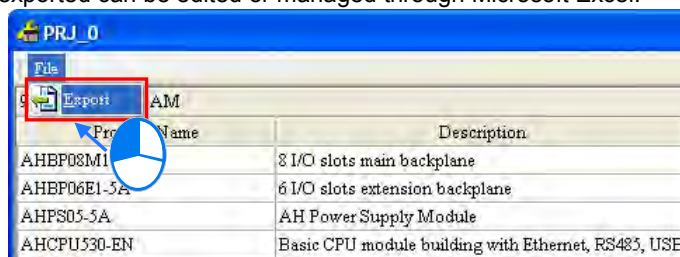 exported can be edited or managed through Microsoft Excel.
PRJ_0
File
Export AM
Name Description
AHBP08M1 8 I/O slots main backplane
AHBP06E1-5A 6 I/O slots extension backplane
AHPS05-5A AH Power Supply Module
AHCPU530-EN Basic CPU module building with Ethernet, RS485, USB